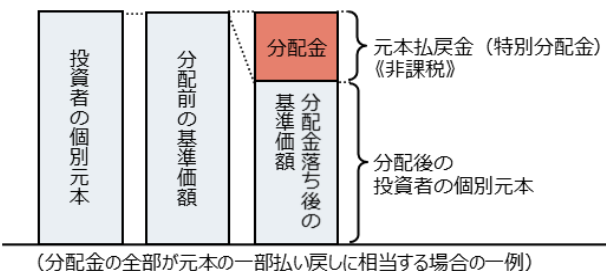 投資者の個別元本
分配前の基準価額
分配金
分配金落ち後の
基準価額
元本払戻金（特別分配金）
《非課税》
分配後の
投資者の個別元本
（分配金の全部が元本の一部払い戻しに相当する場合の一例）